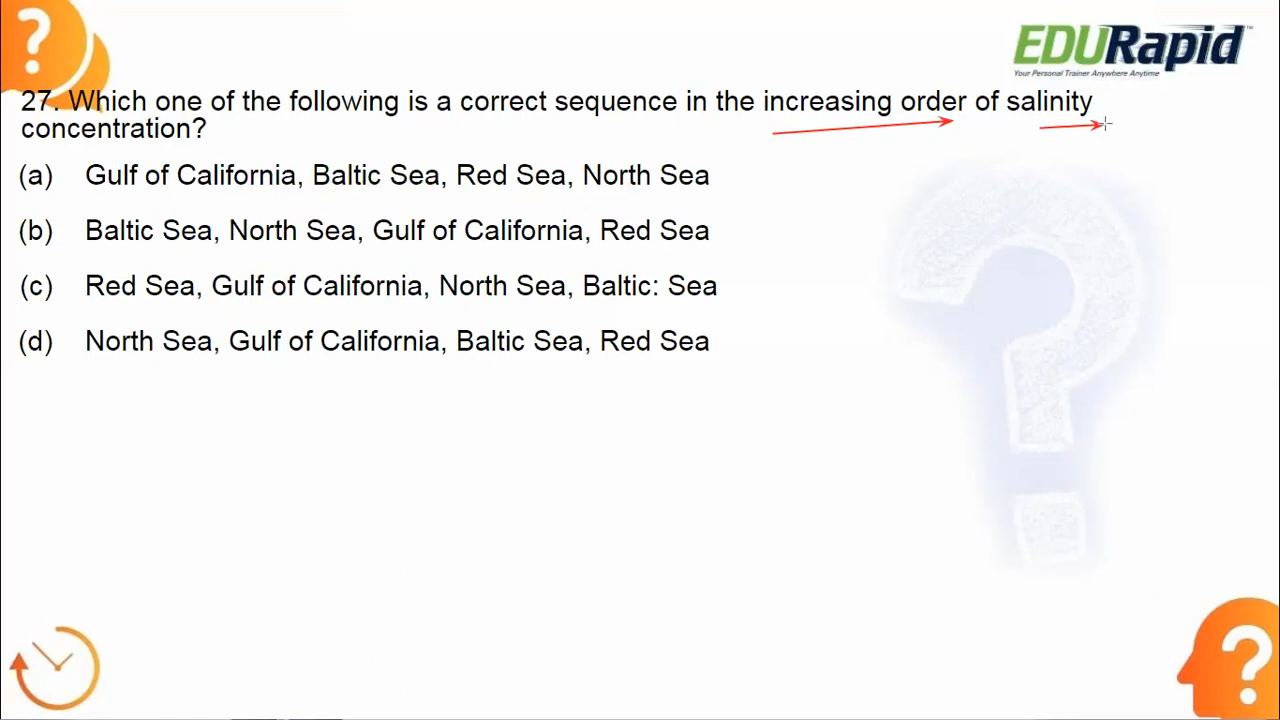 EDURapid™
Your Personal Trainer Anywhere Anytime
27. Which one of the following is a correct sequence in the increasing order of salinity
concentration?
(a) Gulf of California, Baltic Sea, Red Sea, North Sea
(b) Baltic Sea, North Sea, Gulf of California, Red Sea
(c) Red Sea, Gulf of California, North Sea, Baltic: Sea
(d) North Sea, Gulf of California, Baltic Sea, Red Sea